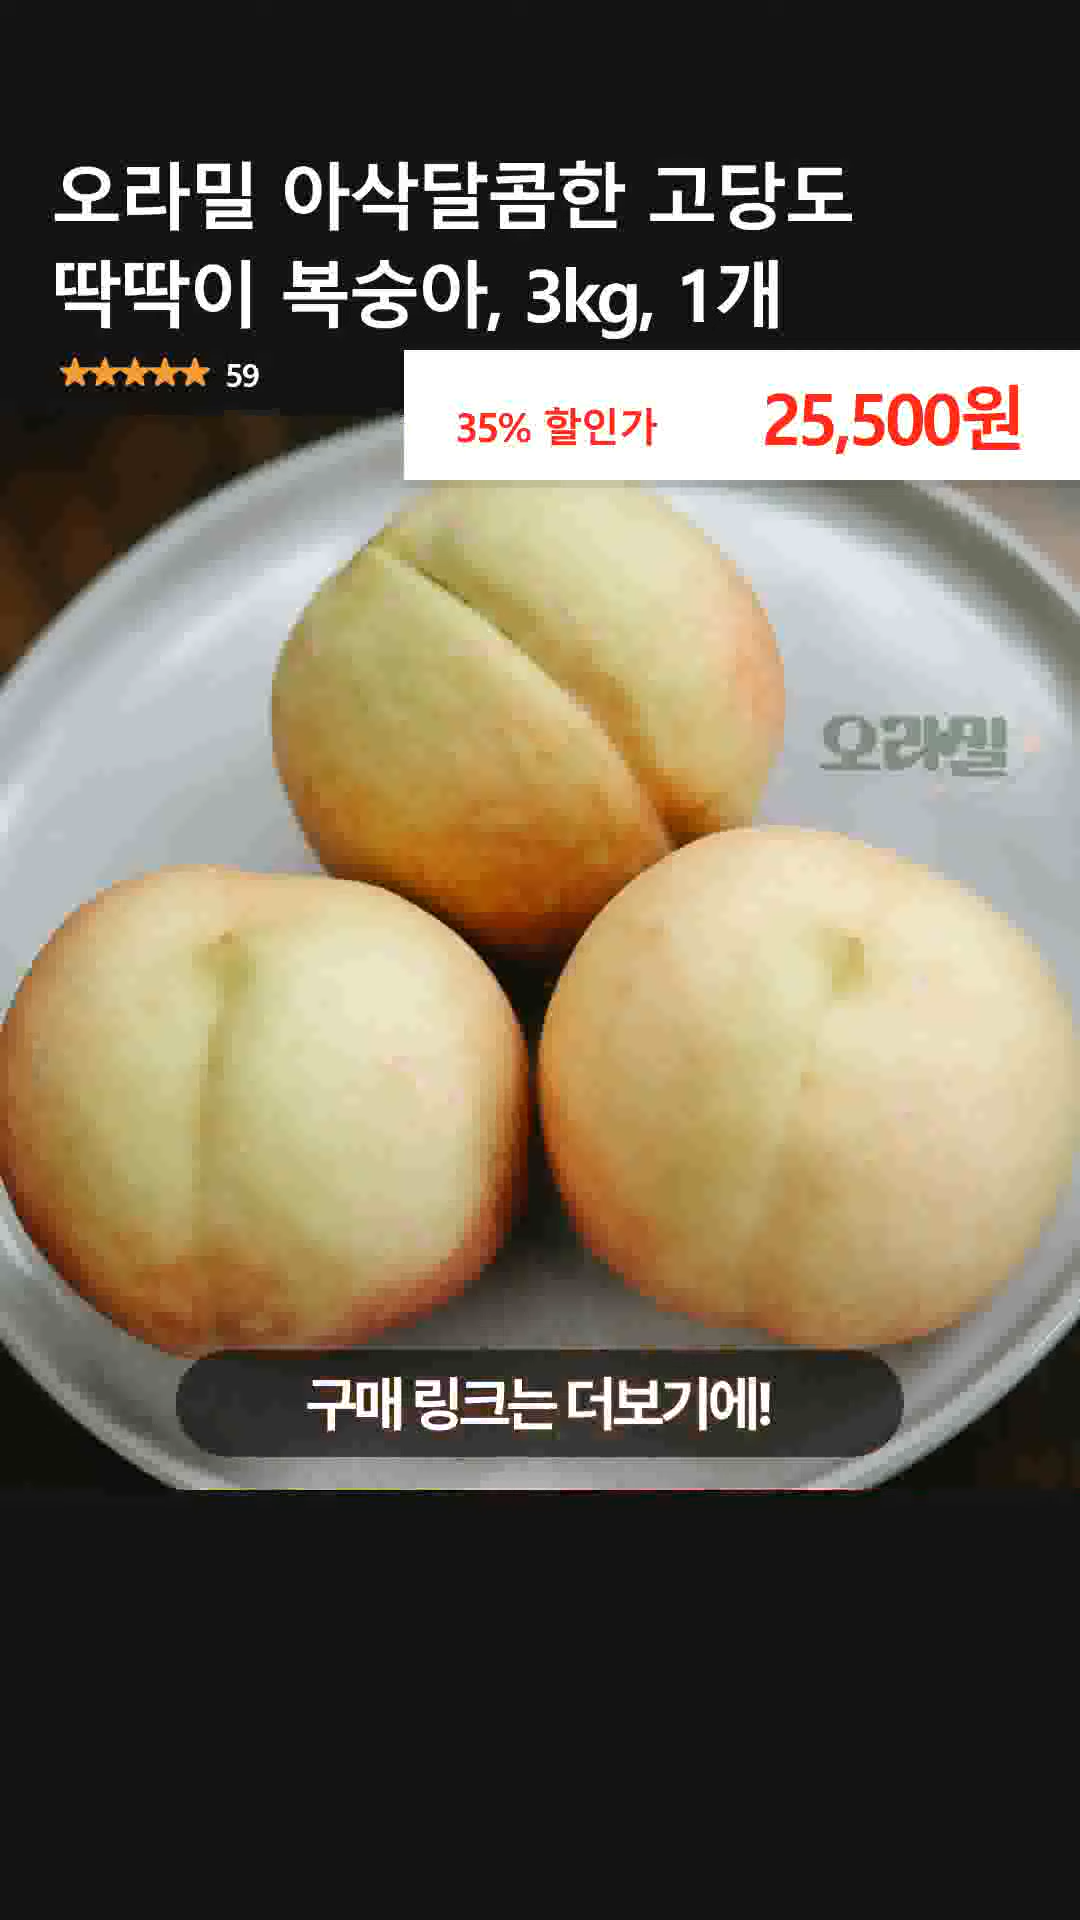 오라밀 아삭달콤한 고당도
딱딱이 복숭아, 3kg, 1개
59
35% 할인가 25,500원
오라밀
구매 링크는 더보기에!